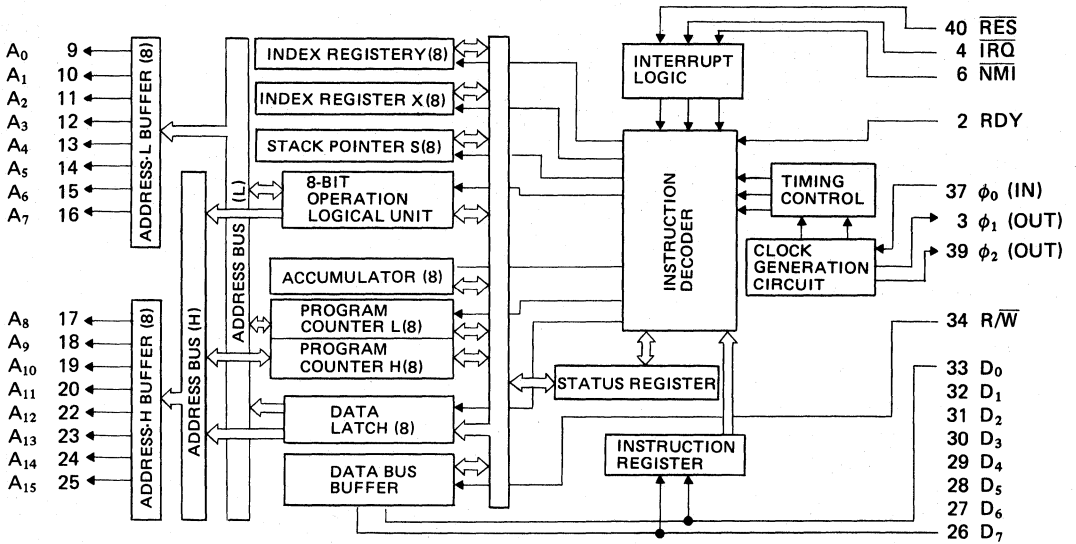 A0 9
A1 10
A2 11
A3 12
A4 13
A5 14
A6 15
A7 16
ADDRESS-L BUFFER (8)
A8 17
A9 18
A10 19
A11 20
A12 22
A13 23
A14 24
A15 25
ADDRESS-H BUFFER (8)
ADDRESS BUS (H)
ADDRESS BUS (L)
INDEX REGISTERY(8)
INDEX REGISTER X(8)
STACK POINTER S(8)
8-BIT
OPERATION
LOGICAL UNIT
ACCUMULATOR (8)
PROGRAM
COUNTER L(8)
PROGRAM
COUNTER H(8)
DATA
LATCH (8)
DATA BUS
BUFFER
INTERRUPT
LOGIC
INSTRUCTION
DECODER
TIMING
CONTROL
CLOCK
GENERATION
CIRCUIT
STATUS REGISTER
INSTRUCTION
REGISTER
40 R̅E̅S̅
4 I̅R̅Q̅
6 N̅M̅I̅
2 RDY
37 ϕ0 (IN)
3 ϕ1 (OUT)
39 ϕ2 (OUT)
34 R/W̅
33 D0
32 D1
31 D2
30 D3
29 D4
28 D5
27 D6
26 D7